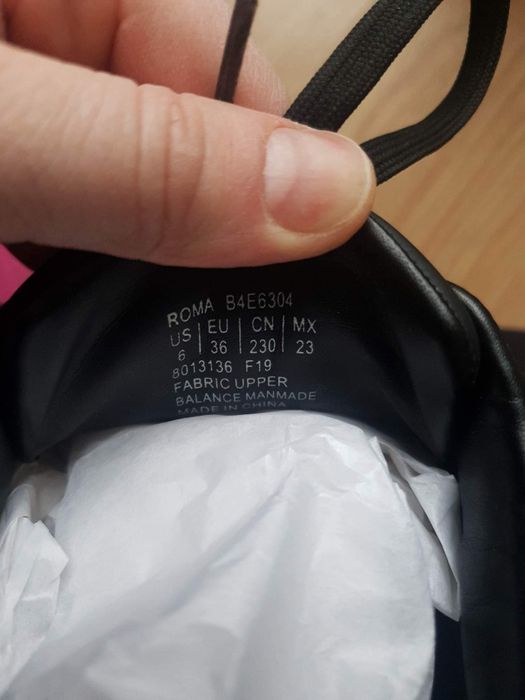 ROMA B4E6304
US | EU | CN | MX
6 | 36 | 230 | 23
8013136 F19
FABRIC UPPER
BALANCE MANMADE
MADE IN CHINA